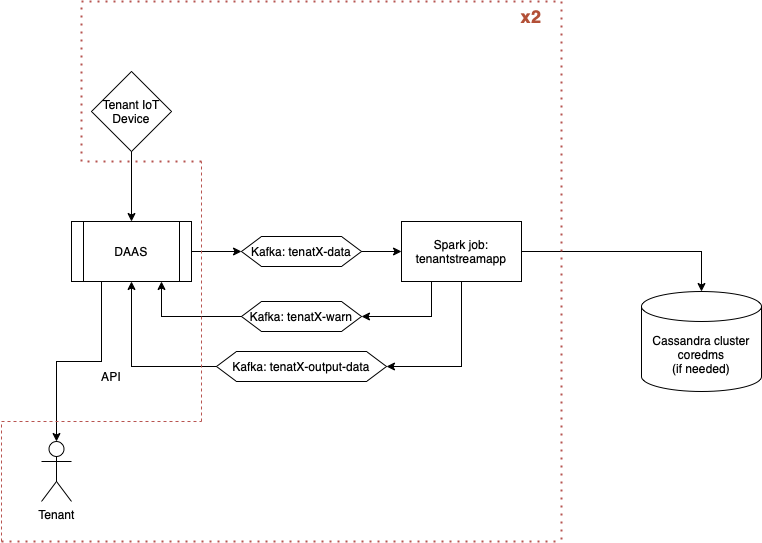 x2
Tenant IoT
Device
DAAS
Kafka: tenatX-data
Spark job:
tenantstreamapp
Kafka: tenatX-warn
Cassandra cluster
coredms
(if needed)
Kafka: tenatX-output-data
API
Tenant